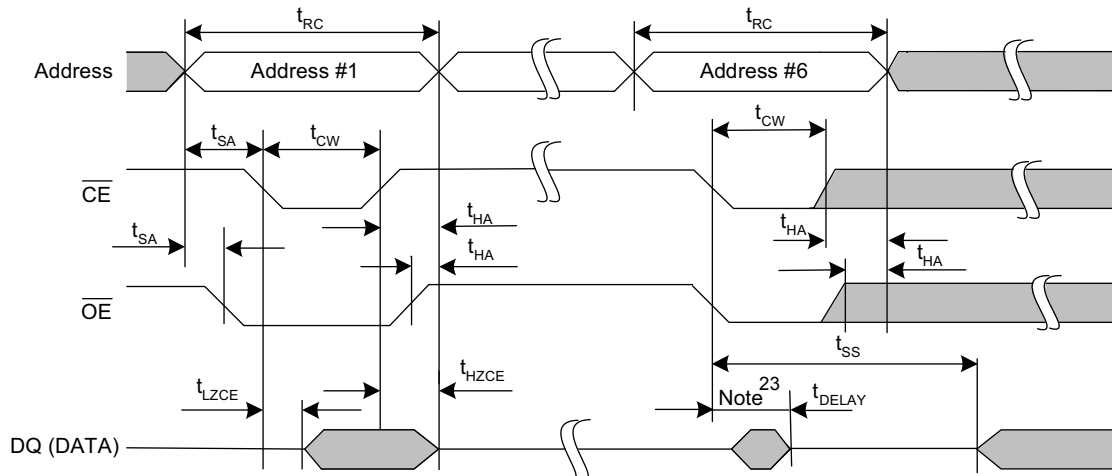 tRC tRC
Address Address #1 Address #6
tSA tCW tCW
CE
tHA tHA
tSA tHA tHA
OE
tSS
tLZCE tHZCE Note23 tDELAY
DQ (DATA)